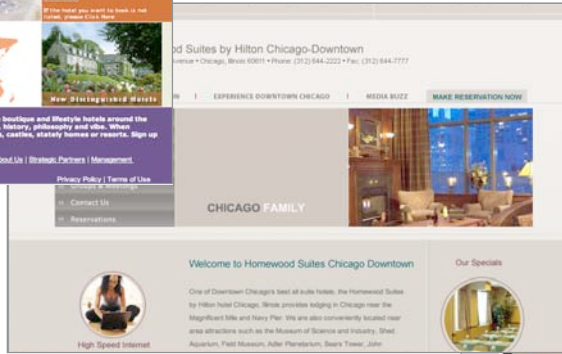 If the hotel you want to book is not
listed, please Click Here
New Distinguished Hotels
boutique and lifestyle hotels around the
, history, philosophy and vibe. When
, castles, stately homes or resorts. Sign up
out Us | Strategic Partners | Management
Privacy Policy | Terms of Use
od Suites by Hilton Chicago-Downtown
venue • Chicago, Illinois 60611 • Phone: (312) 644-2222 • Fax: (312) 644-7777
N | EXPERIENCE DOWNTOWN CHICAGO | MEDIA BUZZ MAKE RESERVATION NOW
Groups & Meetings
Contact Us
Reservations
CHICAGO FAMILY
Welcome to Homewood Suites Chicago Downtown
One of Downtown Chicago's best all suite hotels, the Homewood Suites
by Hilton hotel Chicago, Illinois provides lodging in Chicago near the
Magnificent Mile and Navy Pier. We are also conveniently located near
area attractions such as the Museum of Science and Industry, Shed
Aquarium, Field Museum, Adler Planetarium, Sears Tower, John
High Speed Internet
Our Specials